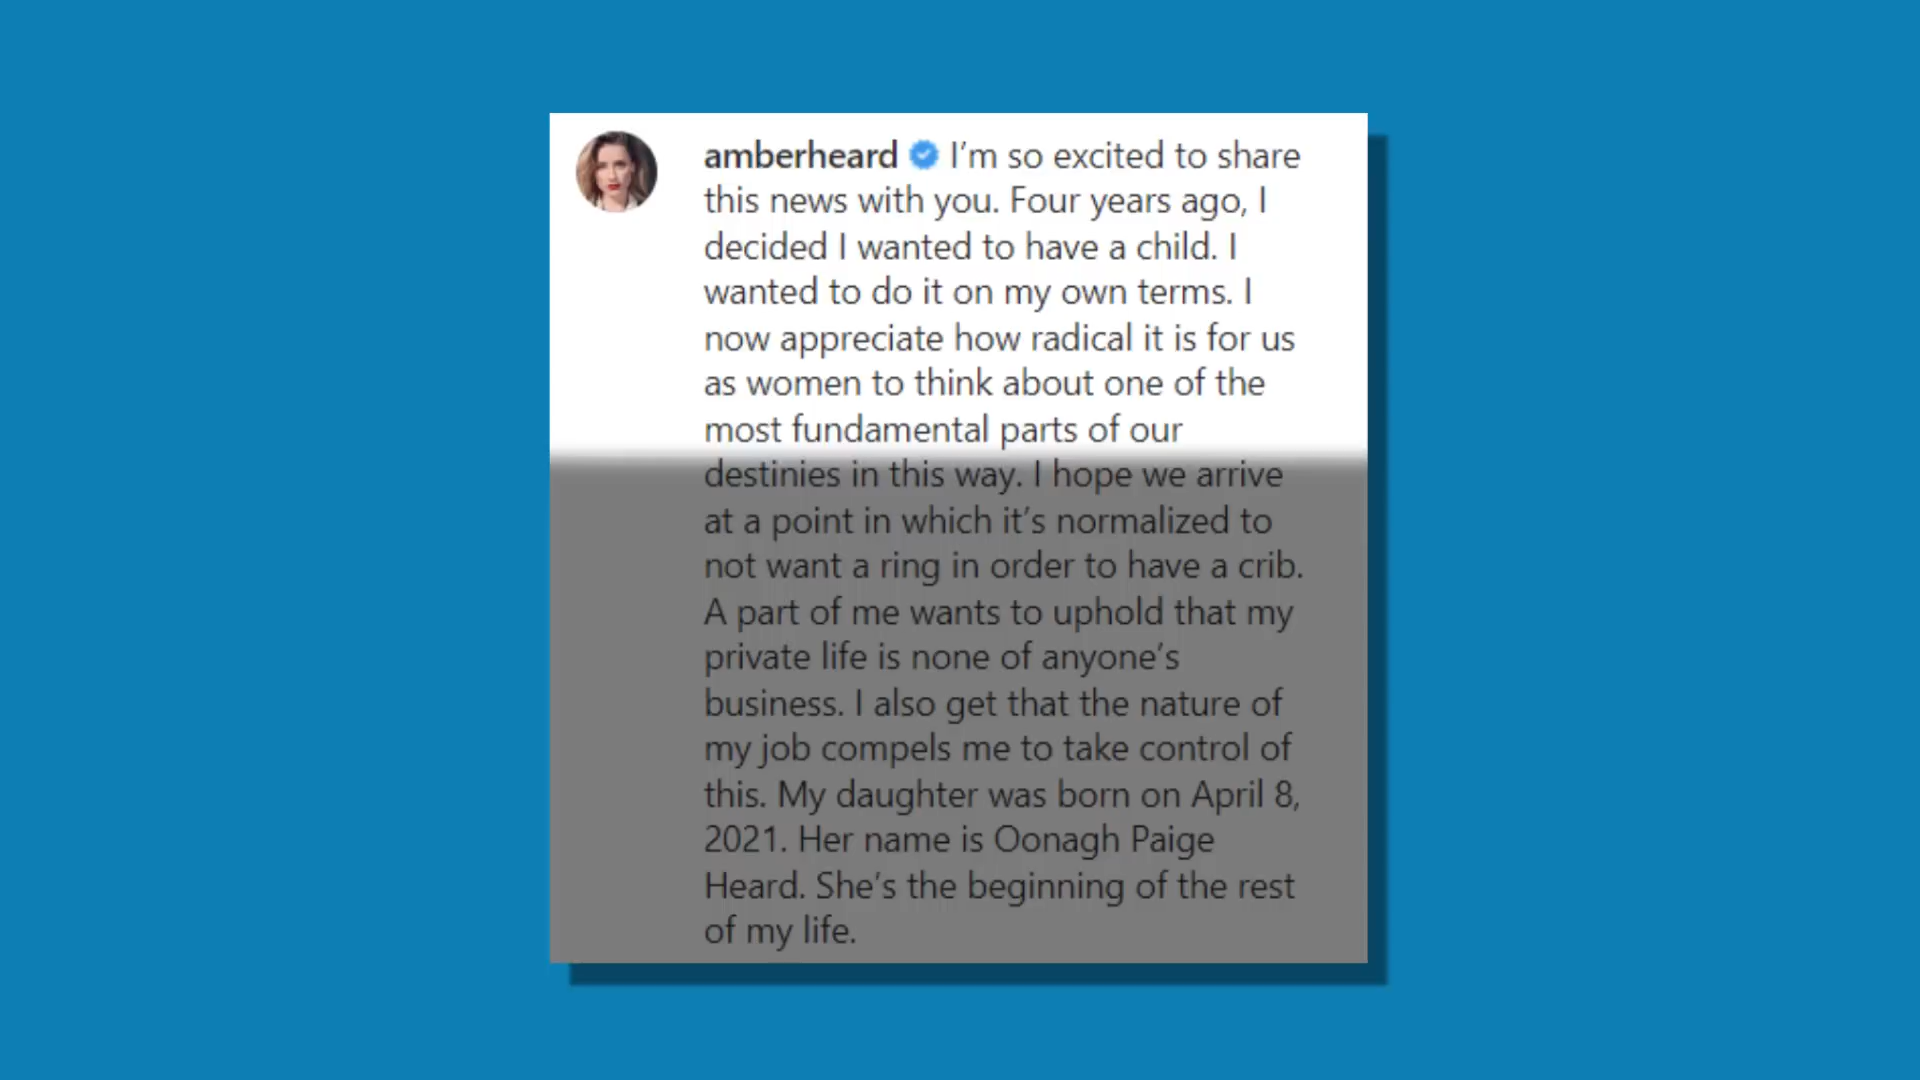 amberheard I’m so excited to share
this news with you. Four years ago, I
decided I wanted to have a child. I
wanted to do it on my own terms. I
now appreciate how radical it is for us
as women to think about one of the
most fundamental parts of our
destinies in this way. I hope we arrive
at a point in which it’s normalized to
not want a ring in order to have a crib.
A part of me wants to uphold that my
private life is none of anyone’s
business. I also get that the nature of
my job compels me to take control of
this. My daughter was born on April 8,
2021. Her name is Oonagh Paige
Heard. She’s the beginning of the rest
of my life.